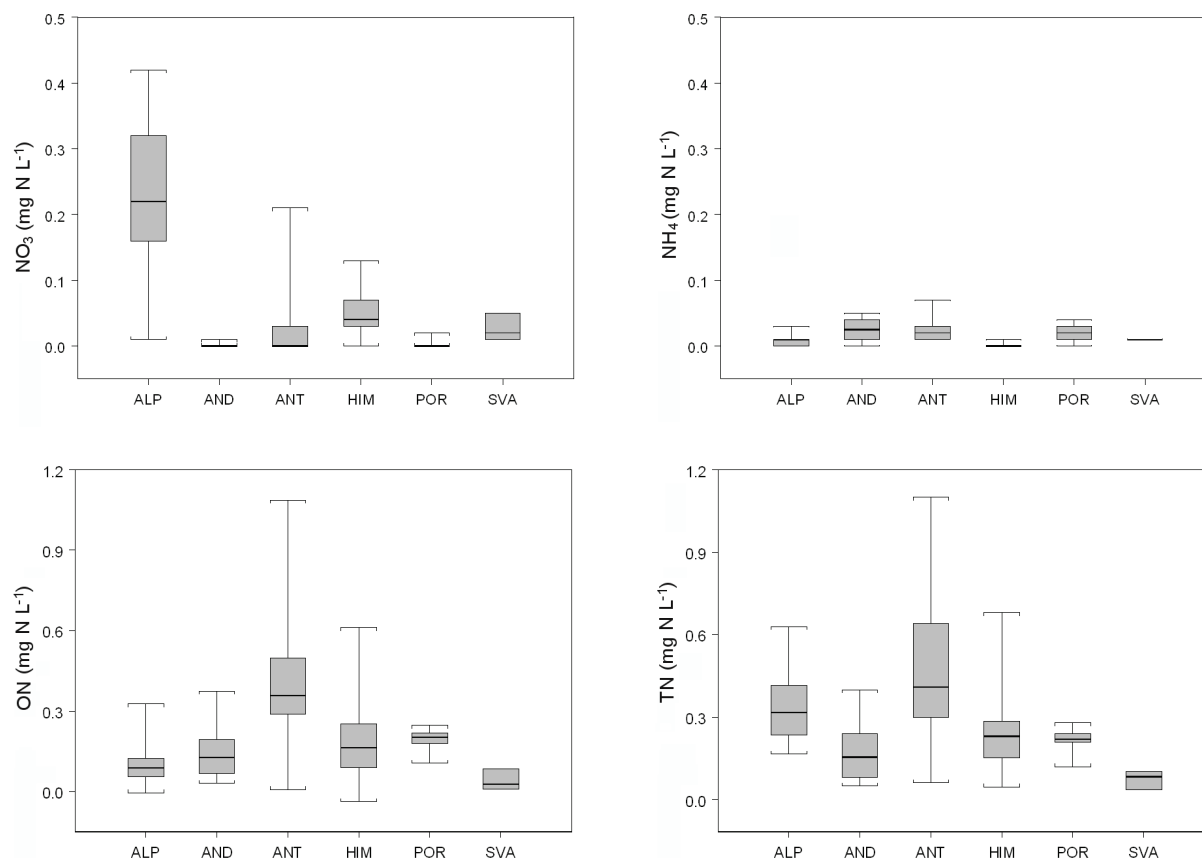 NO₃ (mg N L⁻¹)
0.5
0.4
0.3
0.2
0.1
0.0
ALP AND ANT HIM POR SVA
NH₄ (mg N L⁻¹)
0.5
0.4
0.3
0.2
0.1
0.0
ALP AND ANT HIM POR SVA
ON (mg N L⁻¹)
1.2
0.9
0.6
0.3
0.0
ALP AND ANT HIM POR SVA
TN (mg N L⁻¹)
1.2
0.9
0.6
0.3
0.0
ALP AND ANT HIM POR SVA